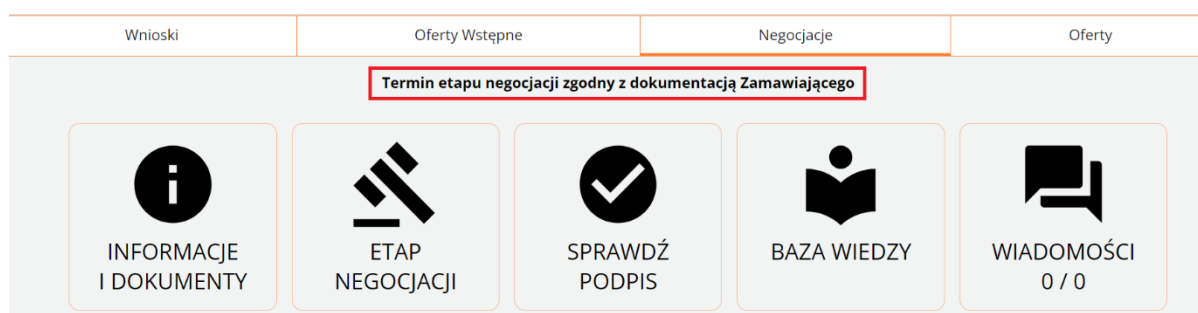 Wnioski
Oferty Wstępne
Negocjacje
Oferty
Termin etapu negocjacji zgodny z dokumentacją Zamawiającego
INFORMACJE
I DOKUMENTY
ETAP
NEGOCJACJI
SPRAWDŹ
PODPIS
BAZA WIEDZY
WIADOMOŚCI
0 / 0